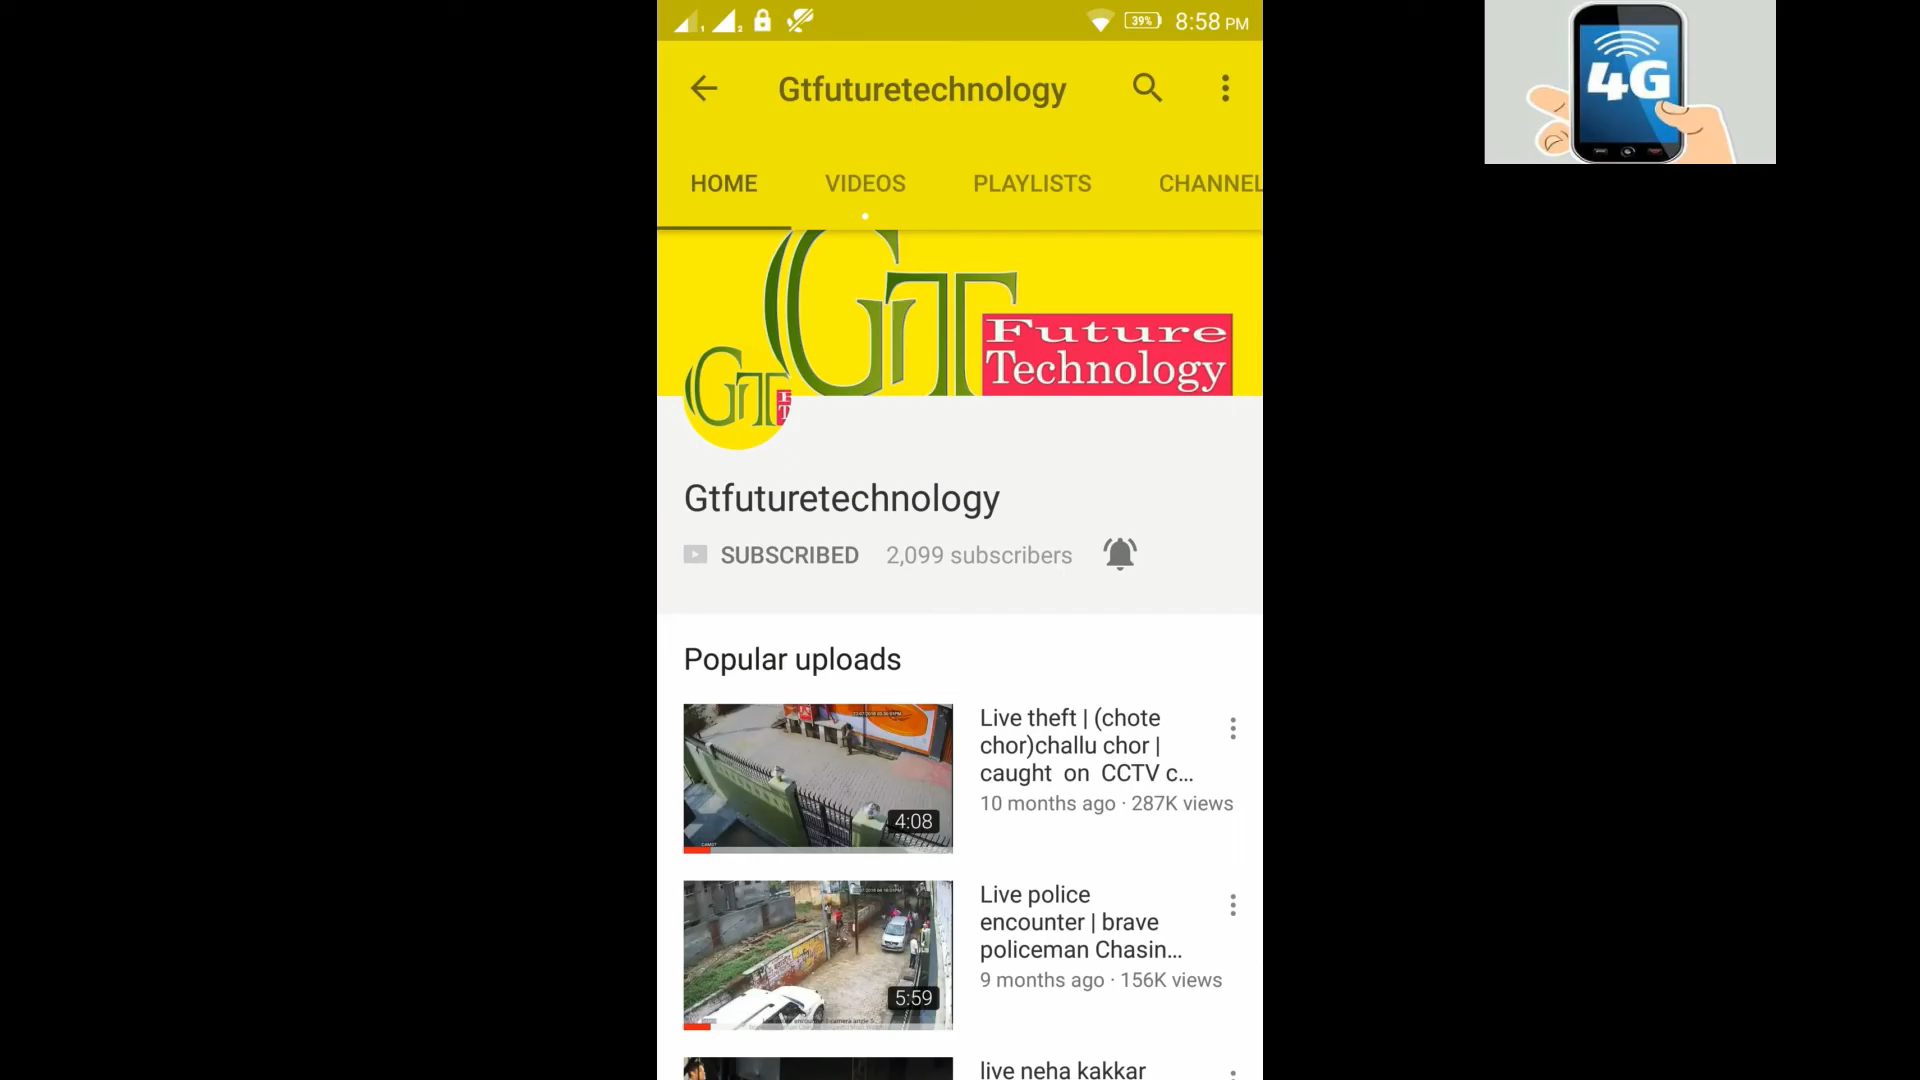 39% 8:58 PM
4G
Gtfuturetechnology
HOME VIDEOS PLAYLISTS CHANNEL
GT Future
Technology
GT
Gtfuturetechnology
SUBSCRIBED 2,099 subscribers
Popular uploads
Live theft | (chote
chor)challu chor |
caught on CCTV c...
10 months ago · 287K views
4:08
Live police
encounter | brave
policeman Chasin...
9 months ago · 156K views
5:59
live neha kakkar